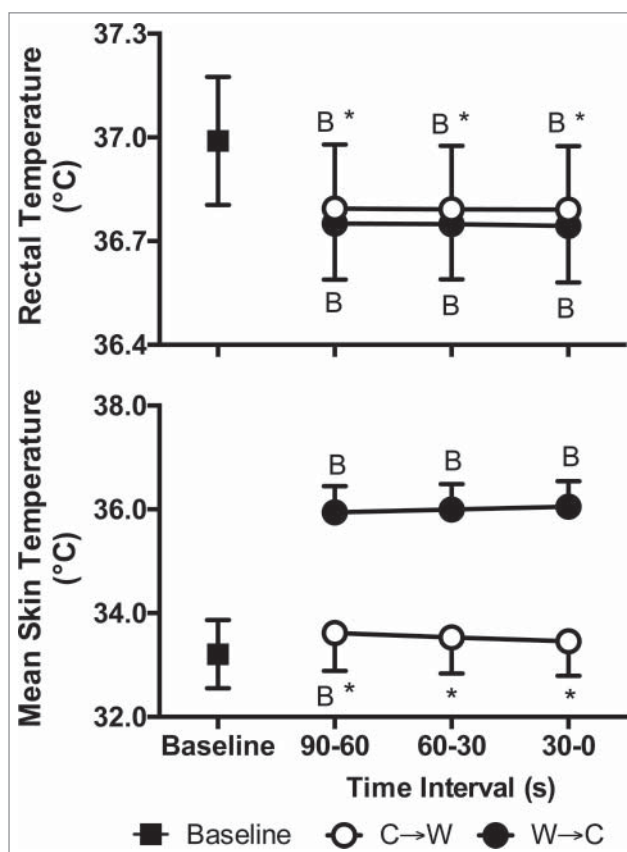 Rectal Temperature
(°C)
37.3
37.0
36.7
36.4
B * B * B *
B B B
Mean Skin Temperature
(°C)
38.0
36.0
34.0
32.0
B B B
B * * *
Baseline 90-60 60-30 30-0
Time Interval (s)
Baseline C→W W→C